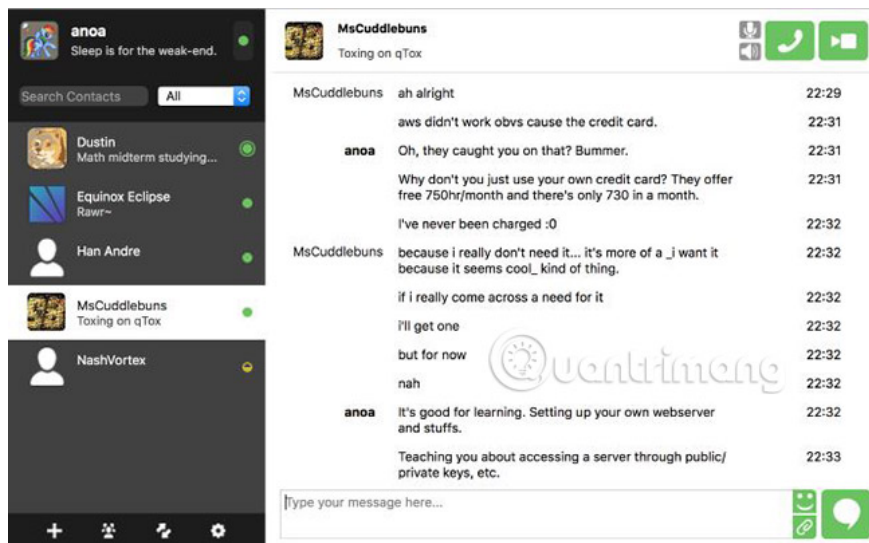 anoa
Sleep is for the weak-end.
Search Contacts
All
Dustin
Math midterm studying...
Equinox Eclipse
Rawr~
Han Andre
MsCuddlebuns
Toxing on qTox
NashVortex
MsCuddlebuns
Toxing on qTox
MsCuddlebuns ah alright 22:29
aws didn't work obvs cause the credit card. 22:31
anoa Oh, they caught you on that? Bummer. 22:31
Why don't you just use your own credit card? They offer 22:31
free 750hr/month and there's only 730 in a month.
I've never been charged :0 22:32
MsCuddlebuns because i really don't need it... it's more of a _i want it 22:32
because it seems cool_ kind of thing.
if i really come across a need for it 22:32
i'll get one 22:32
but for now 22:32
nah 22:32
Quantrimang
anoa It's good for learning. Setting up your own webserver 22:32
and stuffs.
Teaching you about accessing a server through public/ 22:33
private keys, etc.
Type your message here...